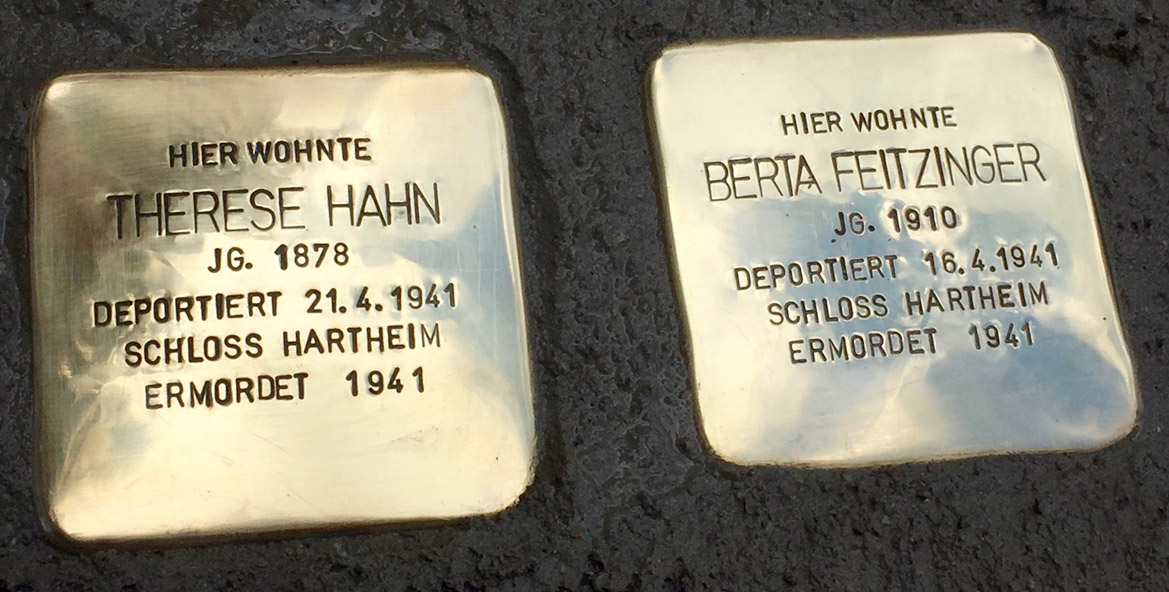 HIER WOHNTE
THERESE HAHN
JG. 1878
DEPORTIERT 21.4.1941
SCHLOSS HARTHEIM
ERMORDET 1941
HIER WOHNTE
BERTA FEITZINGER
JG. 1910
DEPORTIERT 16.4.1941
SCHLOSS HARTHEIM
ERMORDET 1941